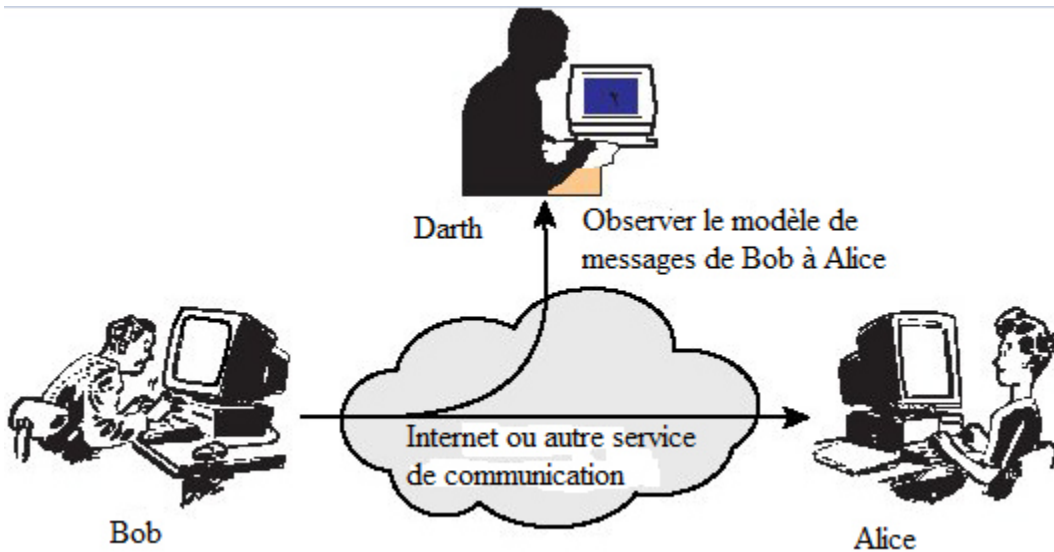 Darth
Observer le modèle de
messages de Bob à Alice
Internet ou autre service
de communication
Bob
Alice